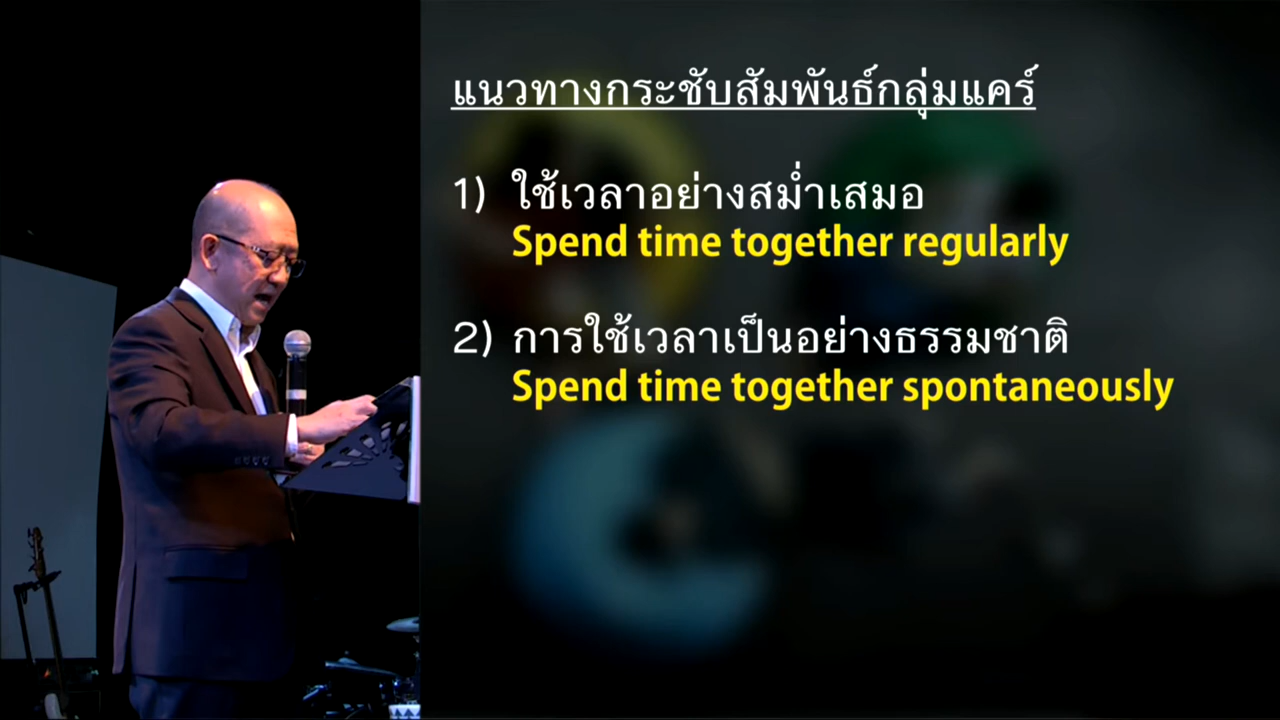 แนวทางกระชับสัมพันธ์กลุ่มแคร์
1) ใช้เวลาอย่างสม่ำเสมอ
Spend time together regularly
2) การใช้เวลาเป็นอย่างธรรมชาติ
Spend time together spontaneously